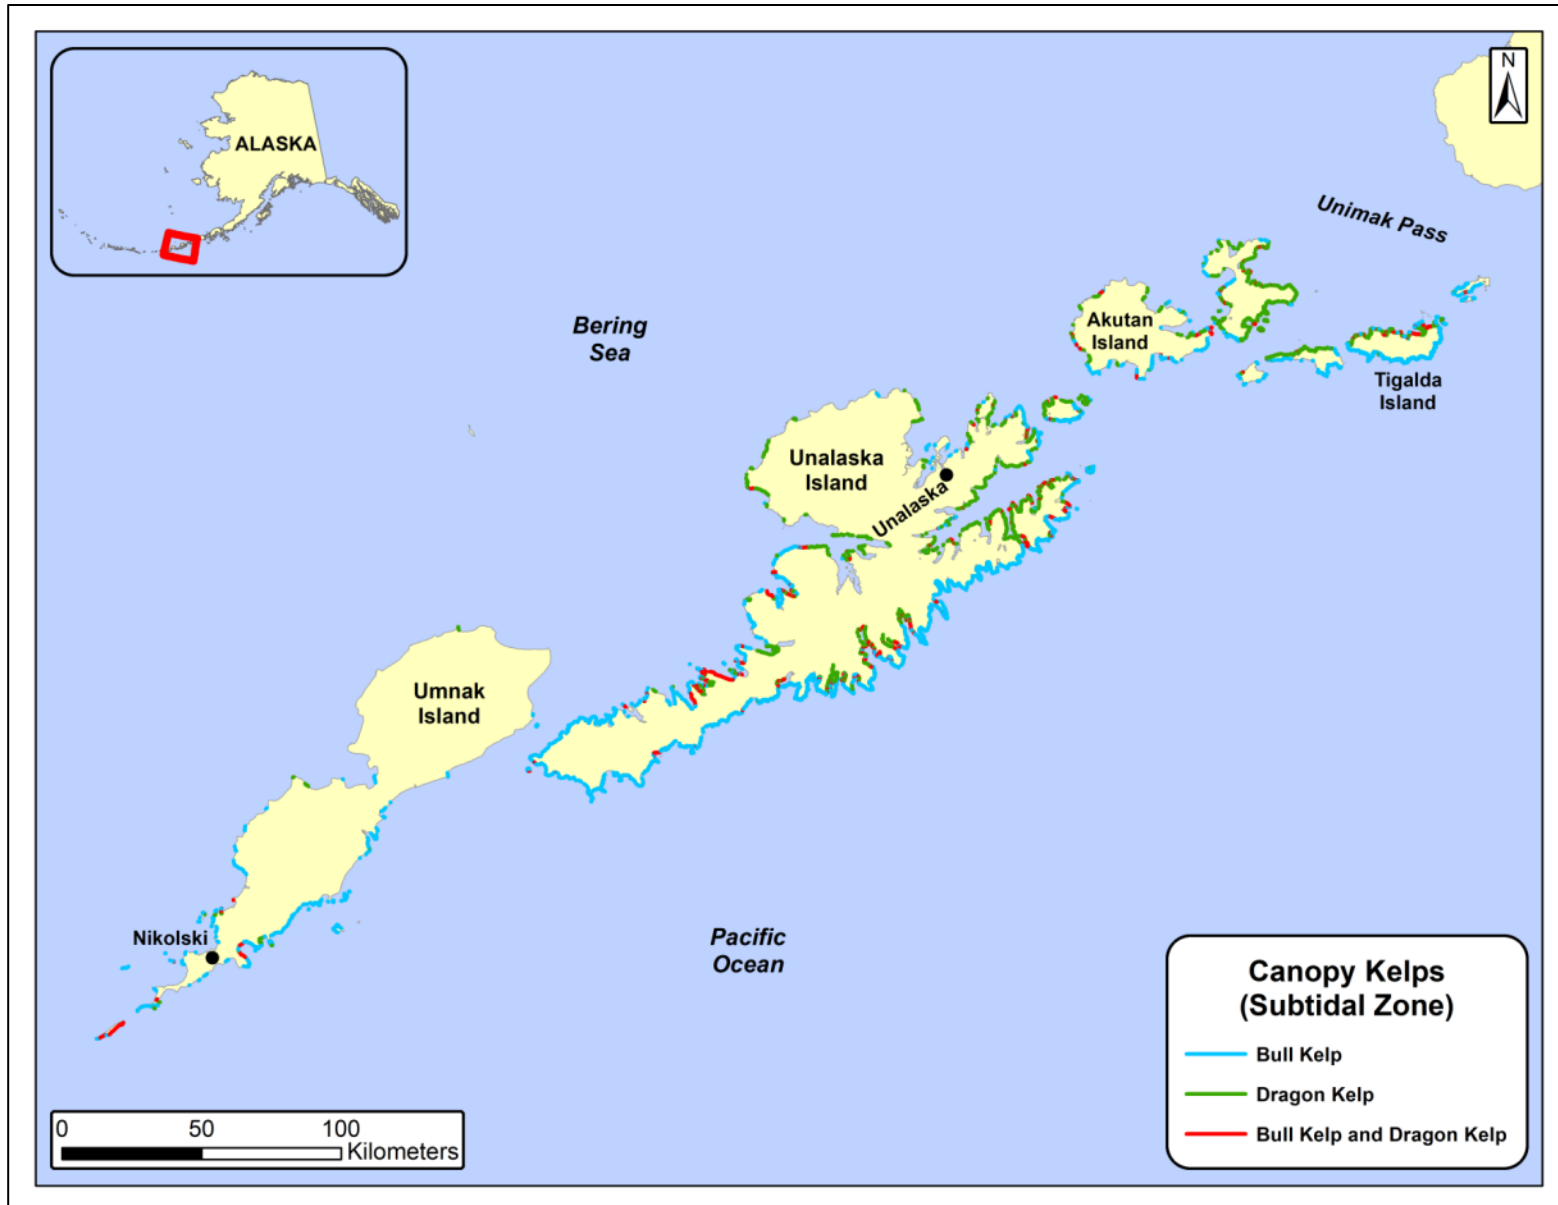 N
ALASKA
Unimak Pass
Bering
Sea
Akutan
Island
Tigalda
Island
Unalaska
Island
Unalaska
Umnak
Island
Nikolski
Pacific
Ocean
Canopy Kelps
(Subtidal Zone)
Bull Kelp
Dragon Kelp
Bull Kelp and Dragon Kelp
0 50 100
Kilometers